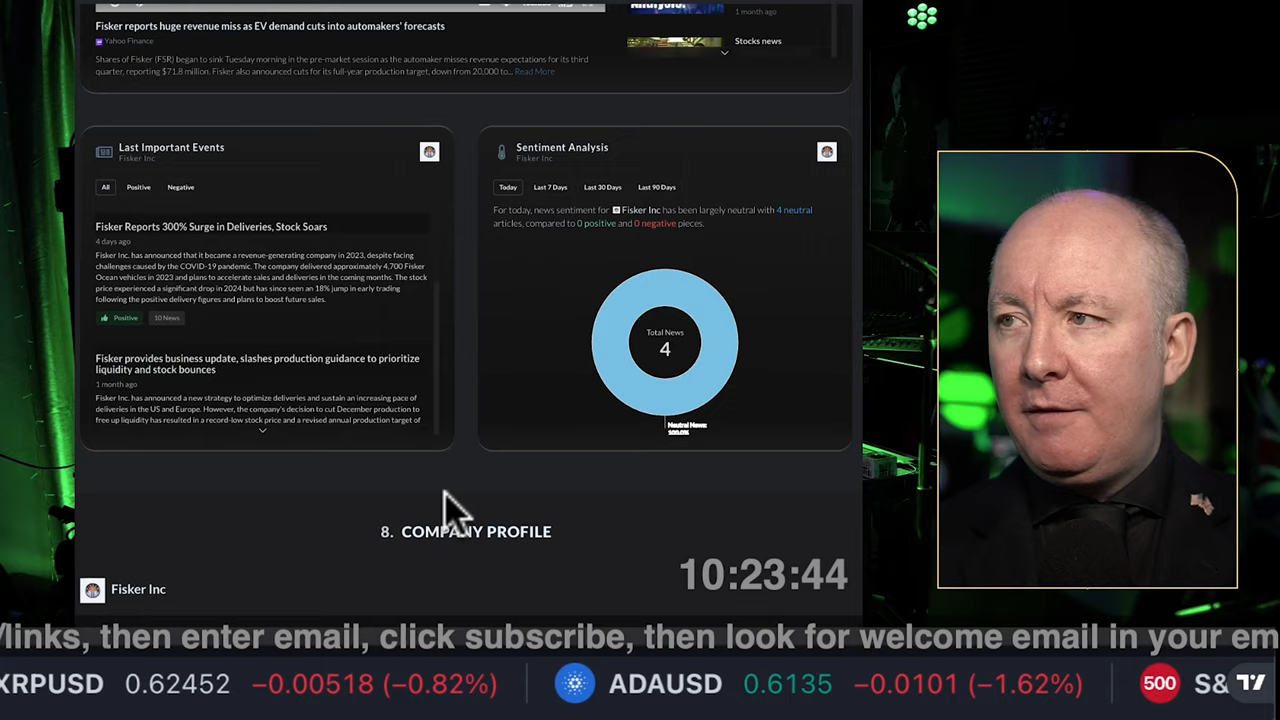 1 month ago
Fisker reports huge revenue miss as EV demand cuts into automakers' forecasts
Yahoo Finance
Stocks news
Shares of Fisker (FSR) began to sink Tuesday morning in the pre-market session as the automaker misses revenue expectations for its third
quarter, reporting $71.8 million. Fisker also announced cuts for its full-year production target, down from 20,000 to... Read More
Last Important Events
Fisker Inc
All Positive Negative
Fisker Reports 300% Surge in Deliveries, Stock Soars
4 days ago
Fisker Inc. has announced that it became a revenue-generating company in 2023, despite facing
challenges caused by the COVID-19 pandemic. The company delivered approximately 4,700 Fisker
Ocean vehicles in 2023 and plans to accelerate sales and deliveries in the coming months. The stock
price experienced a significant drop in 2024 but has since seen an 18% jump in early trading
following the positive delivery figures and plans to boost future sales.
Positive 10 News
Fisker provides business update, slashes production guidance to prioritize
liquidity and stock bounces
1 month ago
Fisker Inc. has announced a new strategy to optimize deliveries and sustain an increasing pace of
deliveries in the US and Europe. However, the company's decision to cut December production to
free up liquidity has resulted in a record-low stock price and a revised annual production target of
Sentiment Analysis
Fisker Inc
Today Last 7 Days Last 30 Days Last 90 Days
For today, news sentiment for Fisker Inc has been largely neutral with 4 neutral
articles, compared to 0 positive and 0 negative pieces.
Total News
4
Neutral News:
100.0%
8. COMPANY PROFILE
Fisker Inc
10:23:44
/links, then enter email, click subscribe, then look for welcome email in your em
XRPUSD 0.62452 −0.00518 (−0.82%) ADAUSD 0.6135 −0.0101 (−1.62%) 500 S&